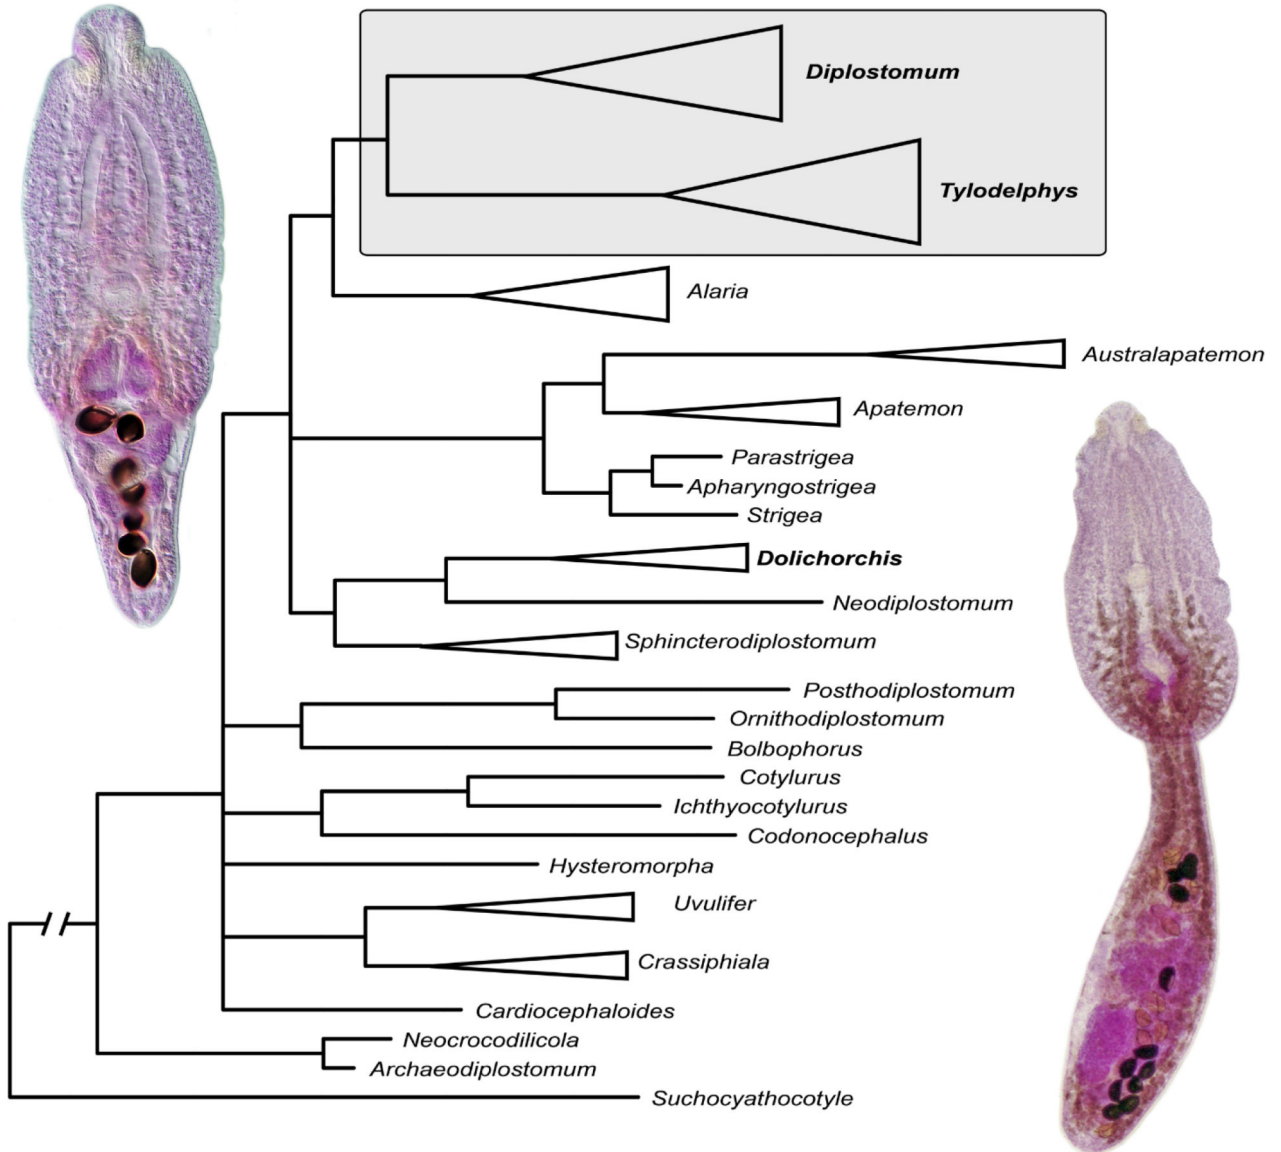 Diplostomum
Tylodelphys
Alaria
Australapatemon
Apatemon
Parastrigea
Apharyngostrigea
Strigea
Dolichorchis
Neodiplostomum
Sphincterodiplostomum
Posthodiplostomum
Ornithodiplostomum
Bolbophorus
Cotylurus
Ichthyocotylurus
Codonocephalus
Hysteromorpha
Uvulifer
Crassiphiala
Cardiocephaloides
Neocrocodilicola
Archaeodiplostomum
Suchocyathocotyle